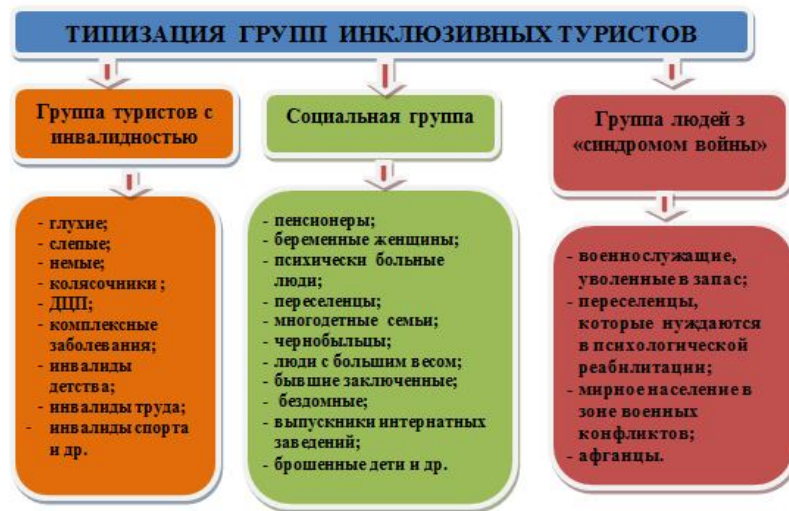 ТИПИЗАЦИЯ ГРУПП ИНКЛЮЗИВНЫХ ТУРИСТОВ
Группа туристов с
инвалидностью
- глухие;
- слепые;
- немые;
- колясочники ;
- ДЦП;
- комплексные
заболевания;
- инвалиды
детства;
- инвалиды труда;
- инвалиды спорта
и др.
Социальная группа
- пенсионеры;
- беременные женщины;
- психически больные
люди;
- переселенцы;
- многодетные семьи;
- чернобыльцы;
- люди с большим весом;
- бывшие заключенные;
- бездомные;
- выпускники интернатных
заведений;
- брошенные дети и др.
Группа людей з
«синдромом войны»
- военнослужащие,
уволенные в запас;
- переселенцы,
которые нуждаются
в психологической
реабилитации;
- мирное население в
зоне военных
конфликтов;
- афганцы.